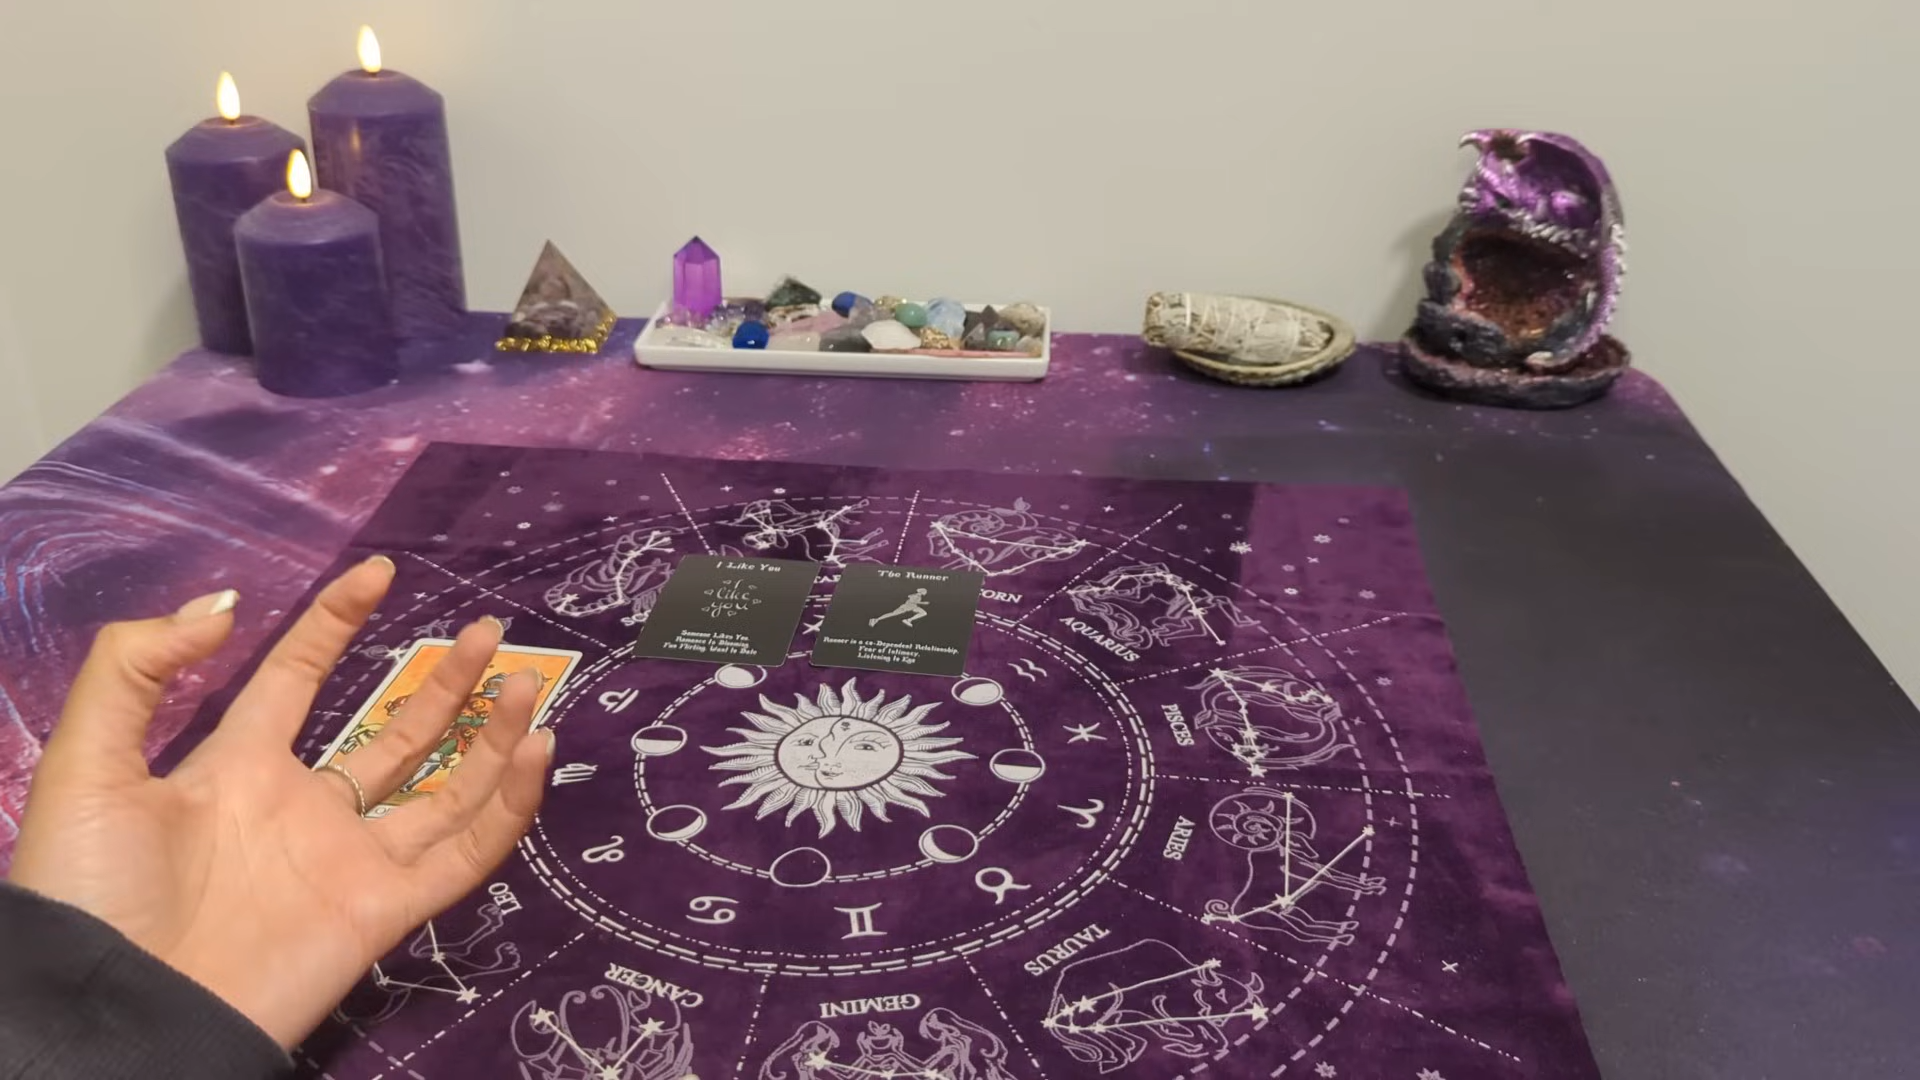 I Like You
I
like
you
Someone Likes You.
Romance Is Blooming
Fun Flirting, Want to Date
The Runner
Runner is a co-Dependent Relationship.
Fear of Intimacy.
Listening to Ego
ORN
AQUARIUS
PISCES
ARIES
TAURUS
GEMINI
CANCER
LEO